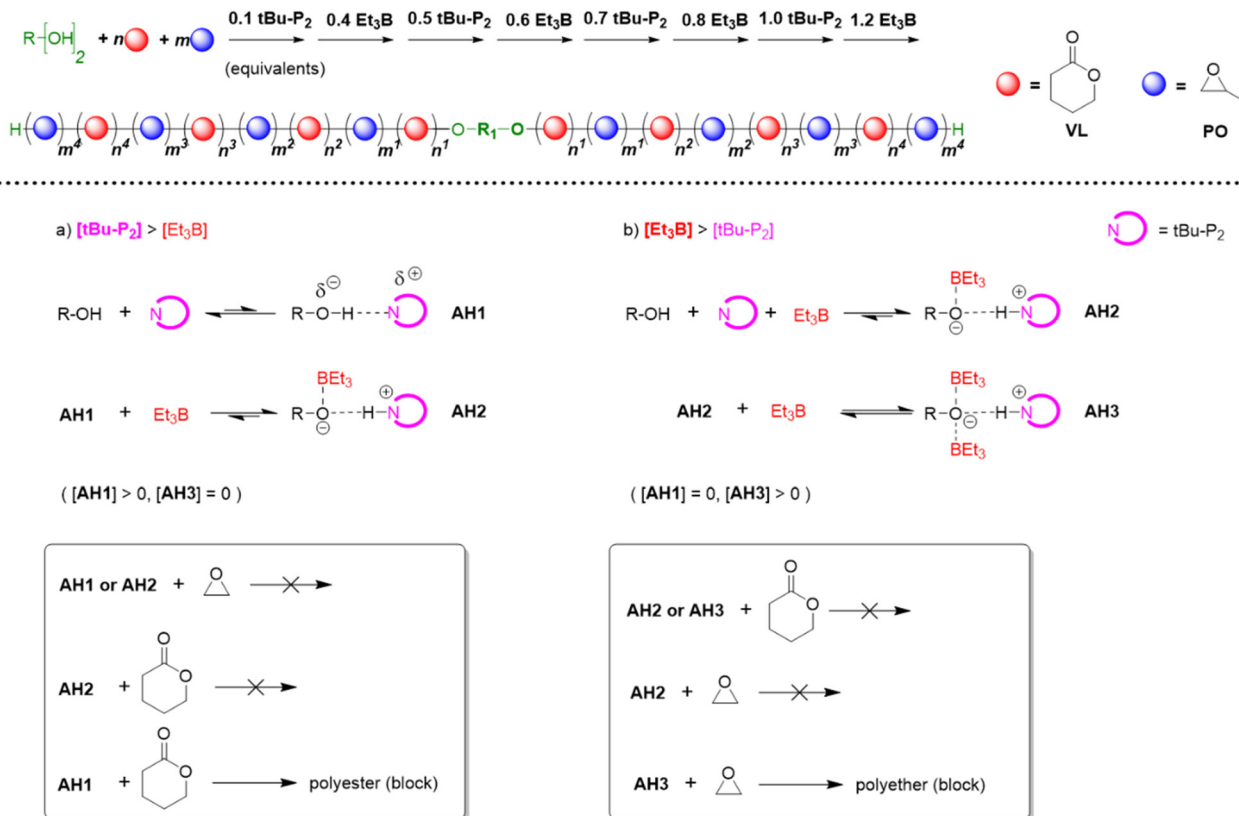 0.1 tBu-P2 0.4 Et3B 0.5 tBu-P2 0.6 Et3B 0.7 tBu-P2 0.8 Et3B 1.0 tBu-P2 1.2 Et3B
R-[OH]2 + n + m
(equivalents)
= O O = O
VL PO
H ( )m4 ( )n4 ( )m3 ( )n3 ( )m2 ( )n2 ( )m1 ( )n1 O-R1-O ( )n1 ( )m1 ( )n2 ( )m2 ( )n3 ( )m3 ( )n4 ( )m4 H
a) [tBu-P2] > [Et3B] b) [Et3B] > [tBu-P2] N = tBu-P2
R-OH + N R-O-H----N δ⊖ δ⊕ AH1 R-OH + N + Et3B BEt3 R-O⊖----H-N⊕ AH2
AH1 + Et3B BEt3 R-O⊖----H-N⊕ AH2 AH2 + Et3B BEt3 R-O⊖----H-N⊕ BEt3 AH3
( [AH1] > 0, [AH3] = 0 ) ( [AH1] = 0, [AH3] > 0 )
AH1 or AH2 + O
AH2 + O O
AH1 + O O polyester (block)
AH2 or AH3 + O O
AH2 + O
AH3 + O polyether (block)